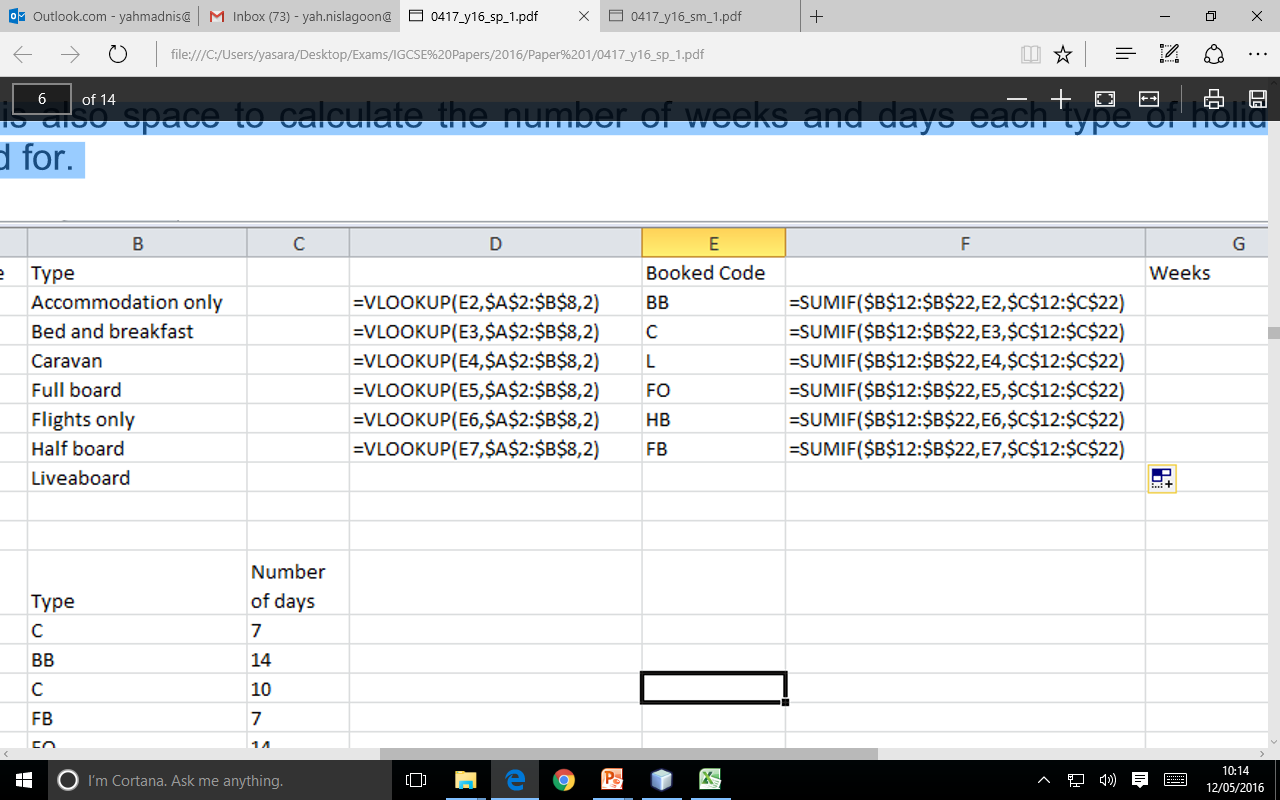 Outlook.com - yahmadnis@
Inbox (73) - yah.nislagoon@
0417_y16_sp_1.pdf
0417_y16_sm_1.pdf
file:///C:/Users/yasara/Desktop/Exams/IGCSE%20Papers/2016/Paper%201/0417_y16_sp_1.pdf
6 of 14
is also space to calculate the number of weeks and days each type of holid
d for.
B C D E F G
e Type Booked Code Weeks
Accommodation only =VLOOKUP(E2,$A$2:$B$8,2) BB =SUMIF($B$12:$B$22,E2,$C$12:$C$22)
Bed and breakfast =VLOOKUP(E3,$A$2:$B$8,2) C =SUMIF($B$12:$B$22,E3,$C$12:$C$22)
Caravan =VLOOKUP(E4,$A$2:$B$8,2) L =SUMIF($B$12:$B$22,E4,$C$12:$C$22)
Full board =VLOOKUP(E5,$A$2:$B$8,2) FO =SUMIF($B$12:$B$22,E5,$C$12:$C$22)
Flights only =VLOOKUP(E6,$A$2:$B$8,2) HB =SUMIF($B$12:$B$22,E6,$C$12:$C$22)
Half board =VLOOKUP(E7,$A$2:$B$8,2) FB =SUMIF($B$12:$B$22,E7,$C$12:$C$22)
Liveaboard
Number
Type of days
C 7
BB 14
C 10
FB 7
FO 14
I'm Cortana. Ask me anything.
10:14
12/05/2016